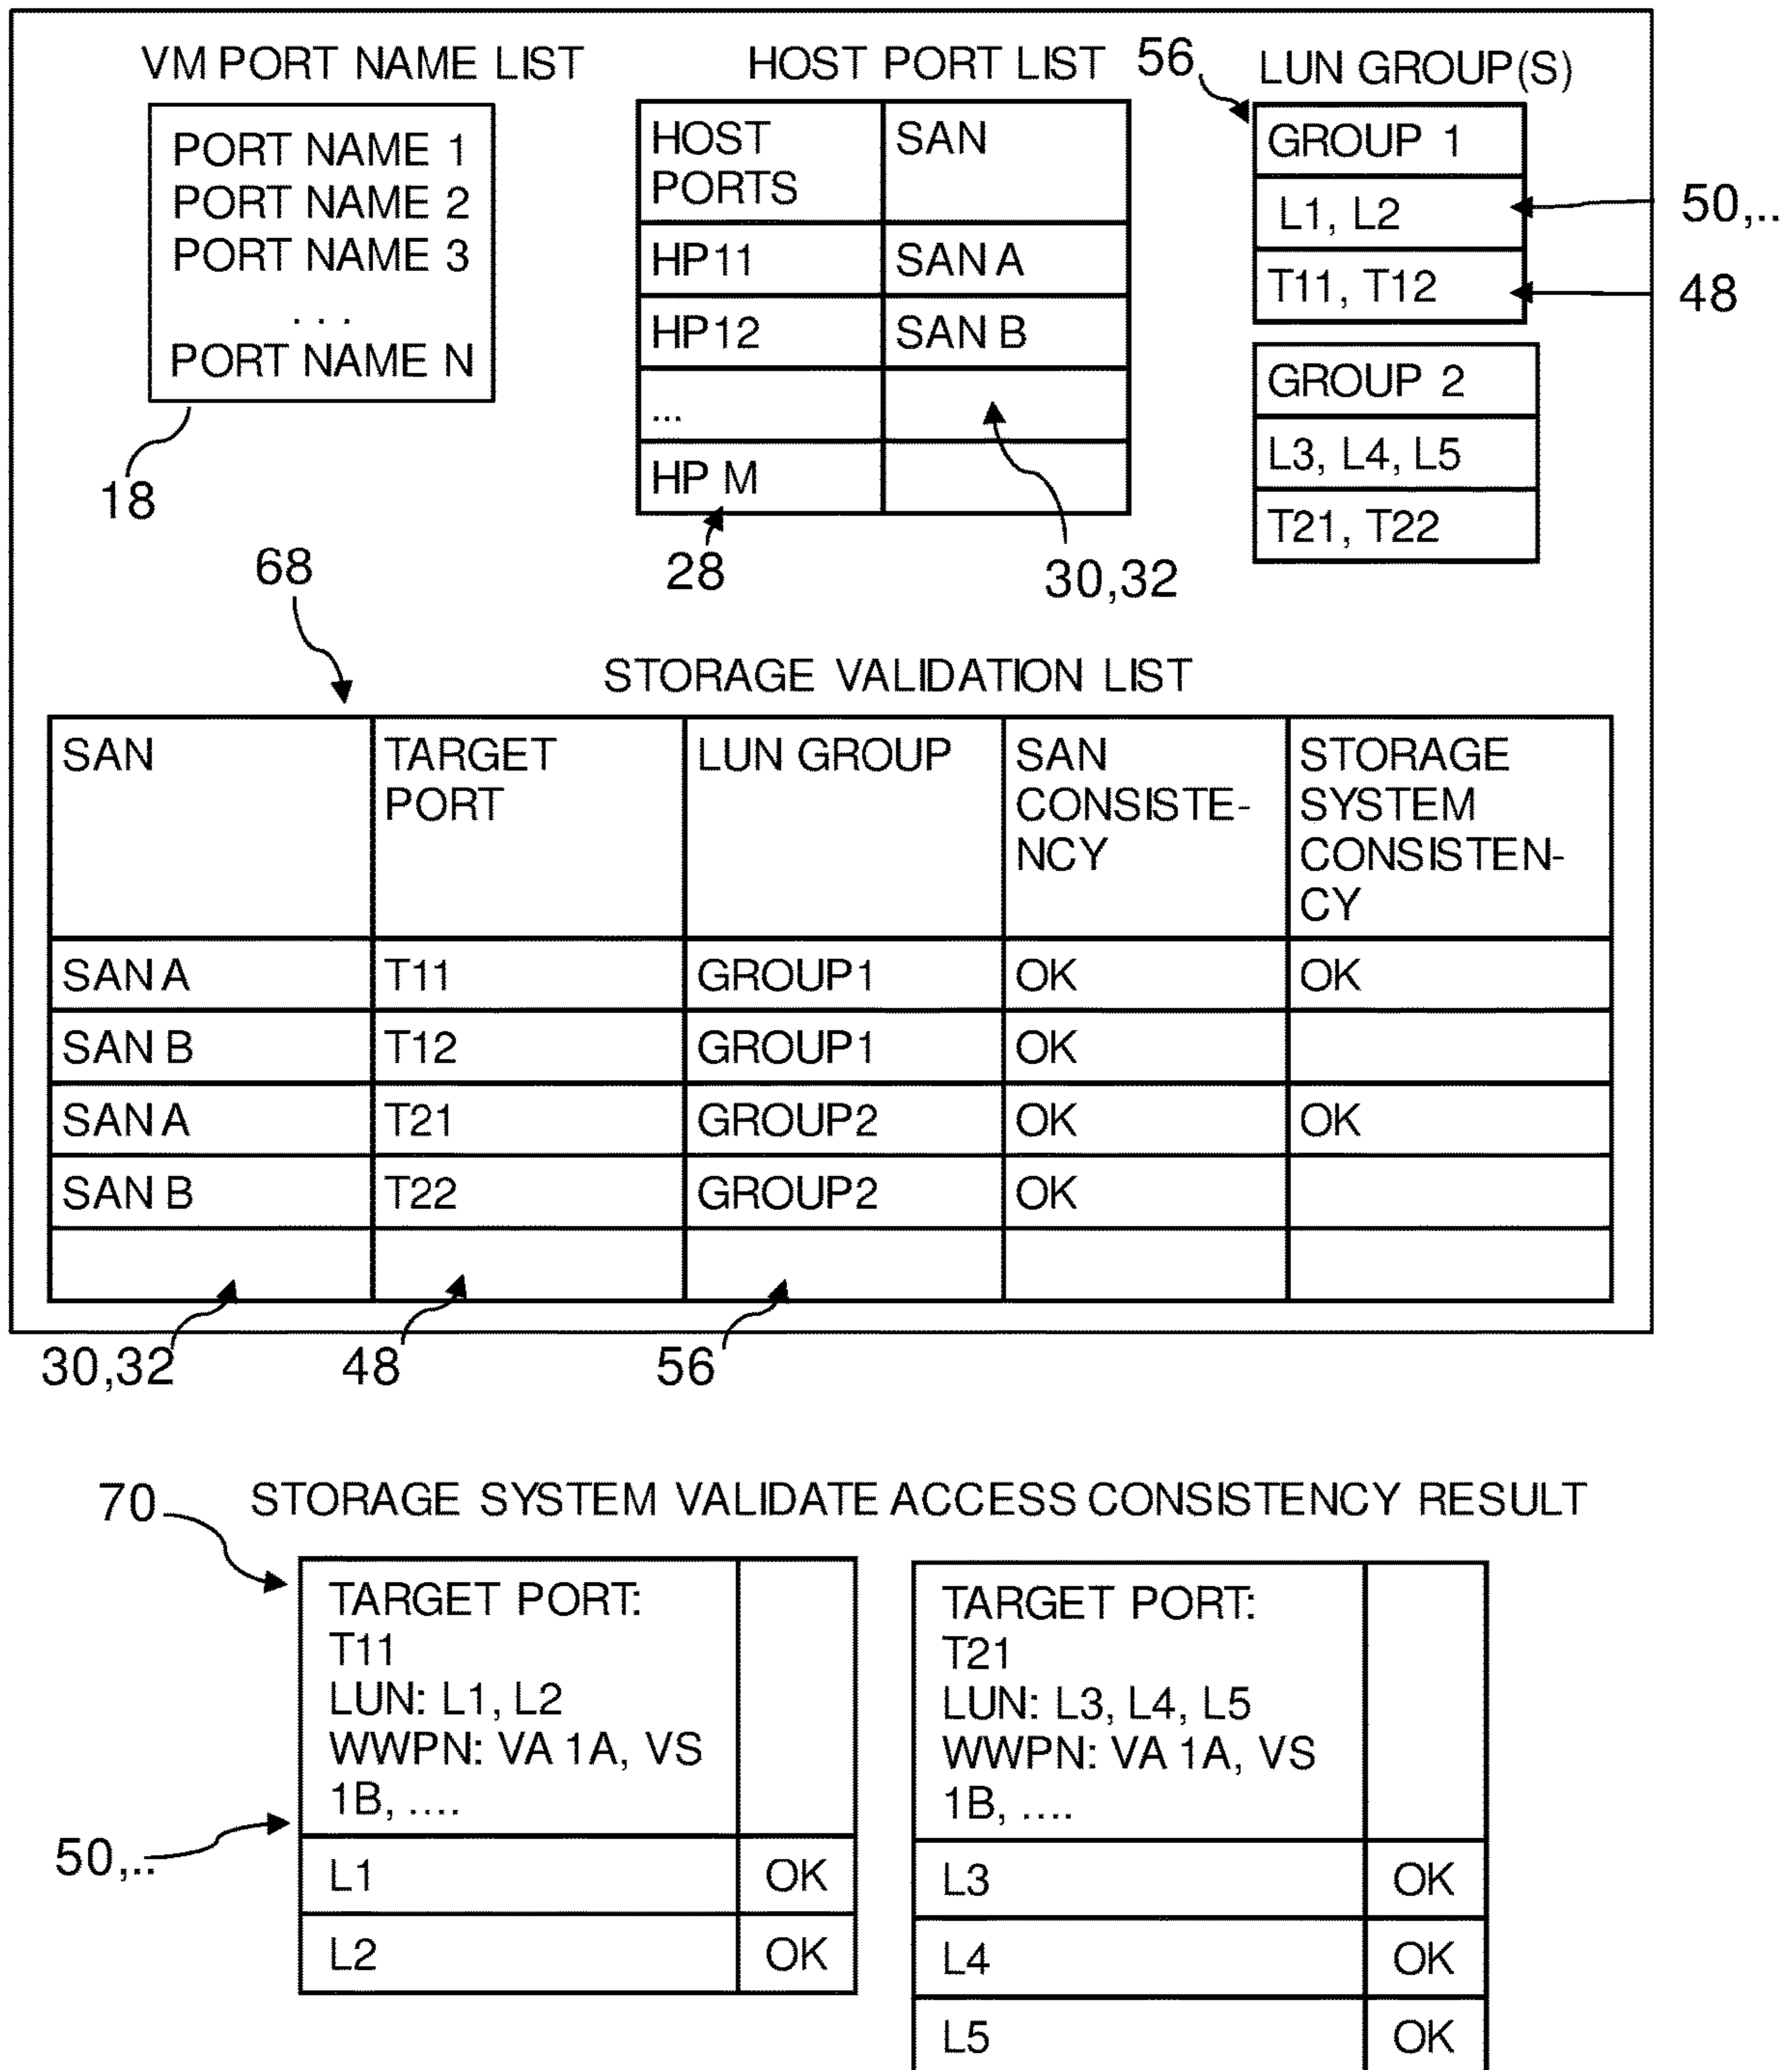 VM PORT NAME LIST
PORT NAME 1
PORT NAME 2
PORT NAME 3
. . .
PORT NAME N
18
HOST PORT LIST
HOST PORTS SAN
HP11 SAN A
HP12 SAN B
...
HP M
28
30,32
56
LUN GROUP(S)
GROUP 1
L1, L2
T11, T12
50,..
48
GROUP 2
L3, L4, L5
T21, T22
68
STORAGE VALIDATION LIST
SAN TARGET PORT LUN GROUP SAN CONSISTE-NCY STORAGE SYSTEM CONSISTEN-CY
SAN A T11 GROUP1 OK OK
SAN B T12 GROUP1 OK
SAN A T21 GROUP2 OK OK
SAN B T22 GROUP2 OK
30,32 48 56
70
STORAGE SYSTEM VALIDATE ACCESS CONSISTENCY RESULT
TARGET PORT:
T11
LUN: L1, L2
WWPN: VA 1A, VS
1B, ....
50,..
L1 OK
L2 OK
TARGET PORT:
T21
LUN: L3, L4, L5
WWPN: VA 1A, VS
1B, ....
L3 OK
L4 OK
L5 OK